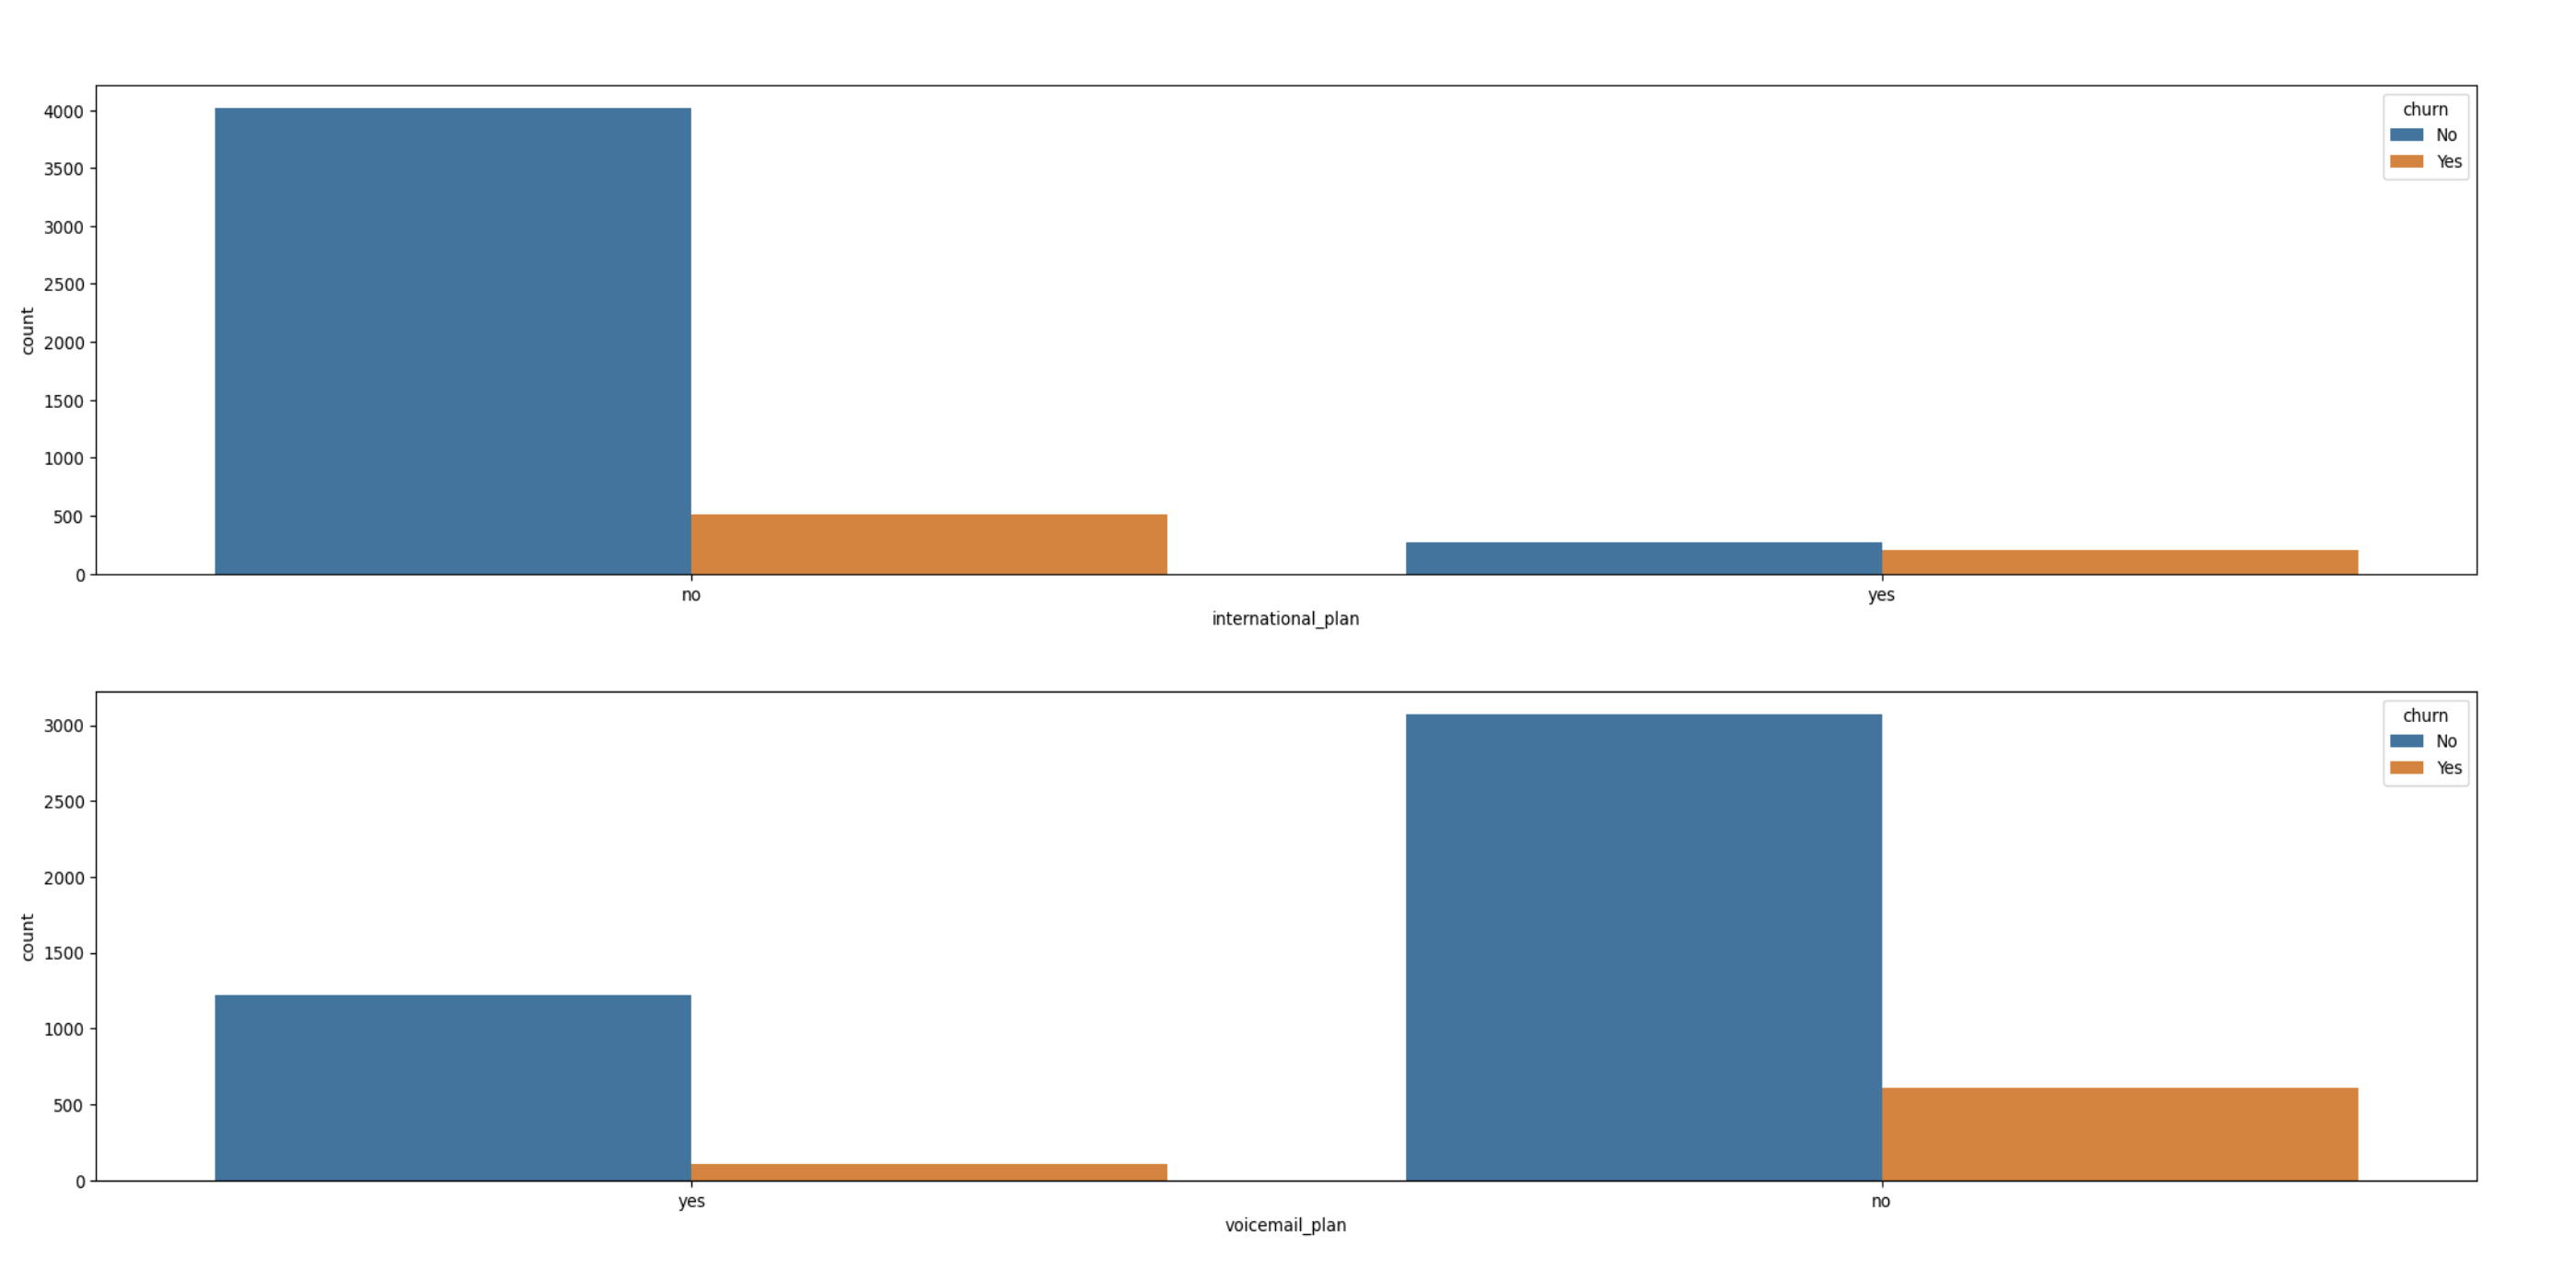 churn
No
Yes
4000
3500
3000
2500
2000
1500
1000
500
0
count
no yes
international_plan
churn
No
Yes
3000
2500
2000
1500
1000
500
0
count
yes no
voicemail_plan